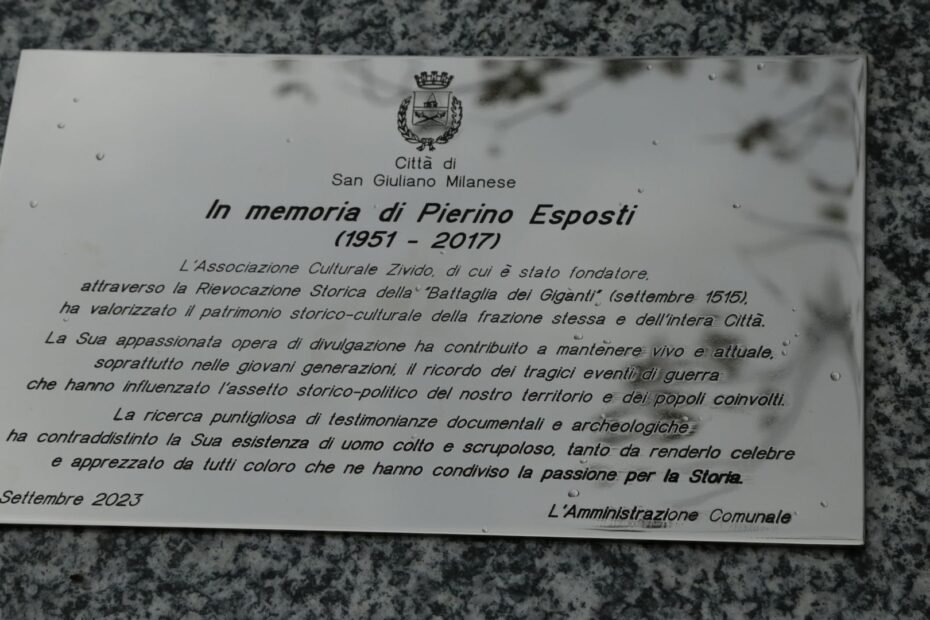 Città di
San Giuliano Milanese
In memoria di Pierino Esposti
(1951 - 2017)
L'Associazione Culturale Zivido, di cui è stato fondatore,
attraverso la Rievocazione Storica della "Battaglia dei Giganti" (settembre 1515),
ha valorizzato il patrimonio storico-culturale della frazione stessa e dell'intera Città.
La Sua appassionata opera di divulgazione ha contribuito a mantenere vivo e attuale,
soprattutto nelle giovani generazioni, il ricordo dei tragici eventi di guerra
che hanno influenzato l'assetto storico-politico del nostro territorio e dei popoli coinvolti.
La ricerca puntigliosa di testimonianze documentali e archeologiche
ha contraddistinto la Sua esistenza di uomo colto e scrupoloso, tanto da renderlo celebre
e apprezzato da tutti coloro che ne hanno condiviso la passione per la Storia.
Settembre 2023
L'Amministrazione Comunale